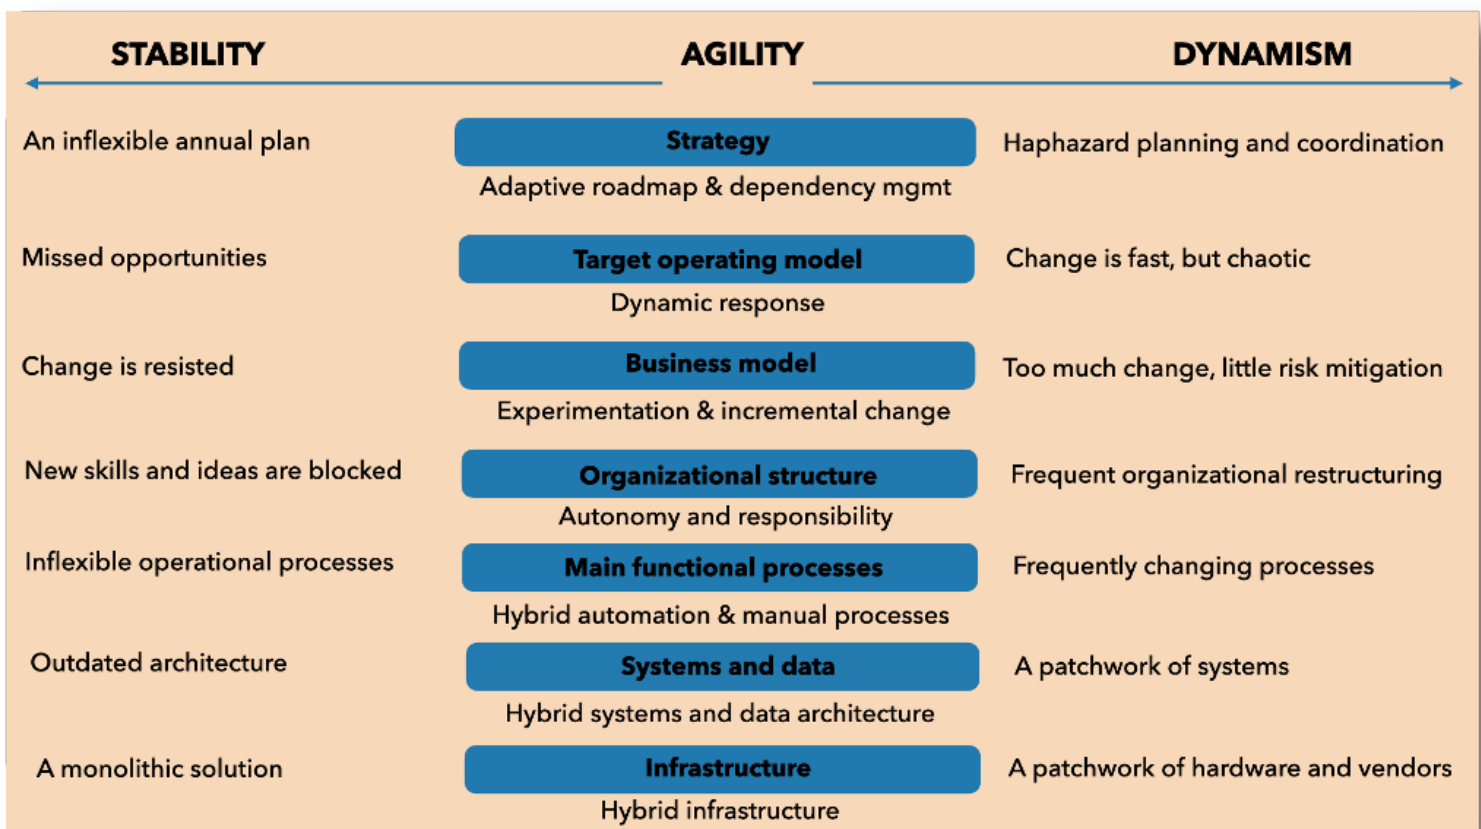 STABILITY AGILITY DYNAMISM
An inflexible annual plan Strategy Haphazard planning and coordination
Adaptive roadmap & dependency mgmt
Missed opportunities Target operating model Change is fast, but chaotic
Dynamic response
Change is resisted Business model Too much change, little risk mitigation
Experimentation & incremental change
New skills and ideas are blocked Organizational structure Frequent organizational restructuring
Autonomy and responsibility
Inflexible operational processes Main functional processes Frequently changing processes
Hybrid automation & manual processes
Outdated architecture Systems and data A patchwork of systems
Hybrid systems and data architecture
A monolithic solution Infrastructure A patchwork of hardware and vendors
Hybrid infrastructure